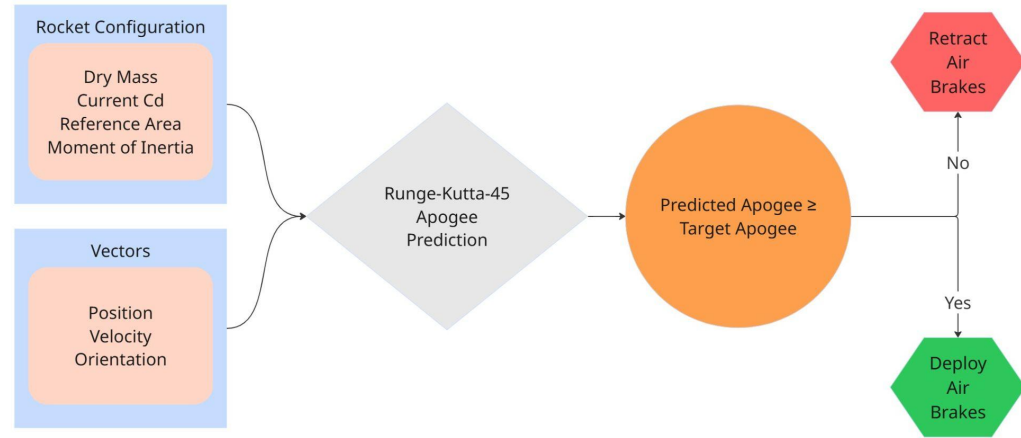 Rocket Configuration
Dry Mass
Current Cd
Reference Area
Moment of Inertia
Vectors
Position
Velocity
Orientation
Runge-Kutta-45
Apogee
Prediction
Predicted Apogee ≥
Target Apogee
Retract
Air
Brakes
No
Yes
Deploy
Air
Brakes